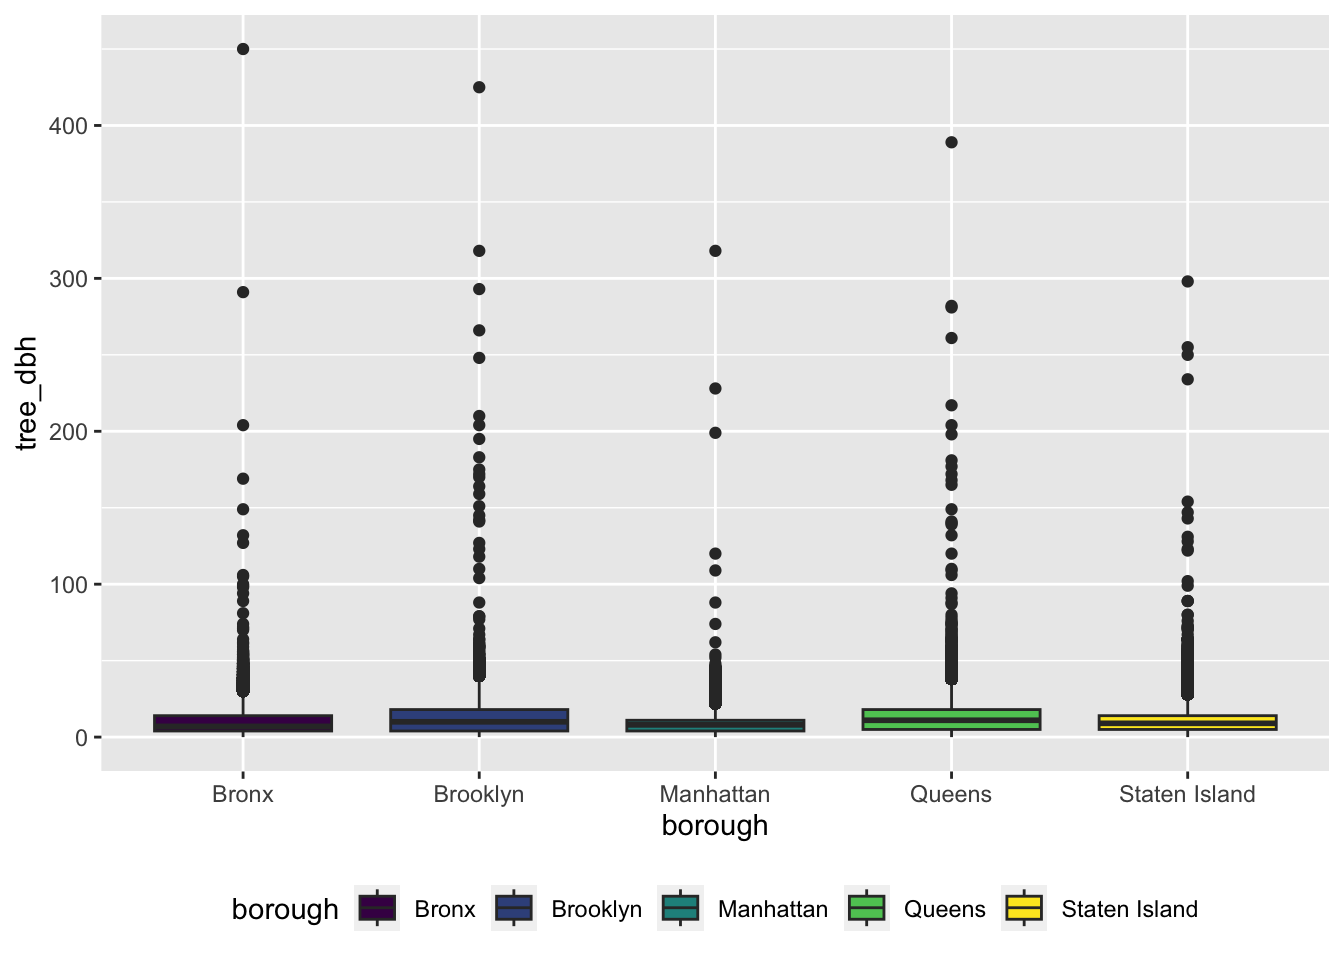 400
300
200
100
0
tree_dbh
Bronx Brooklyn Manhattan Queens Staten Island
borough
borough Bronx Brooklyn Manhattan Queens Staten Island